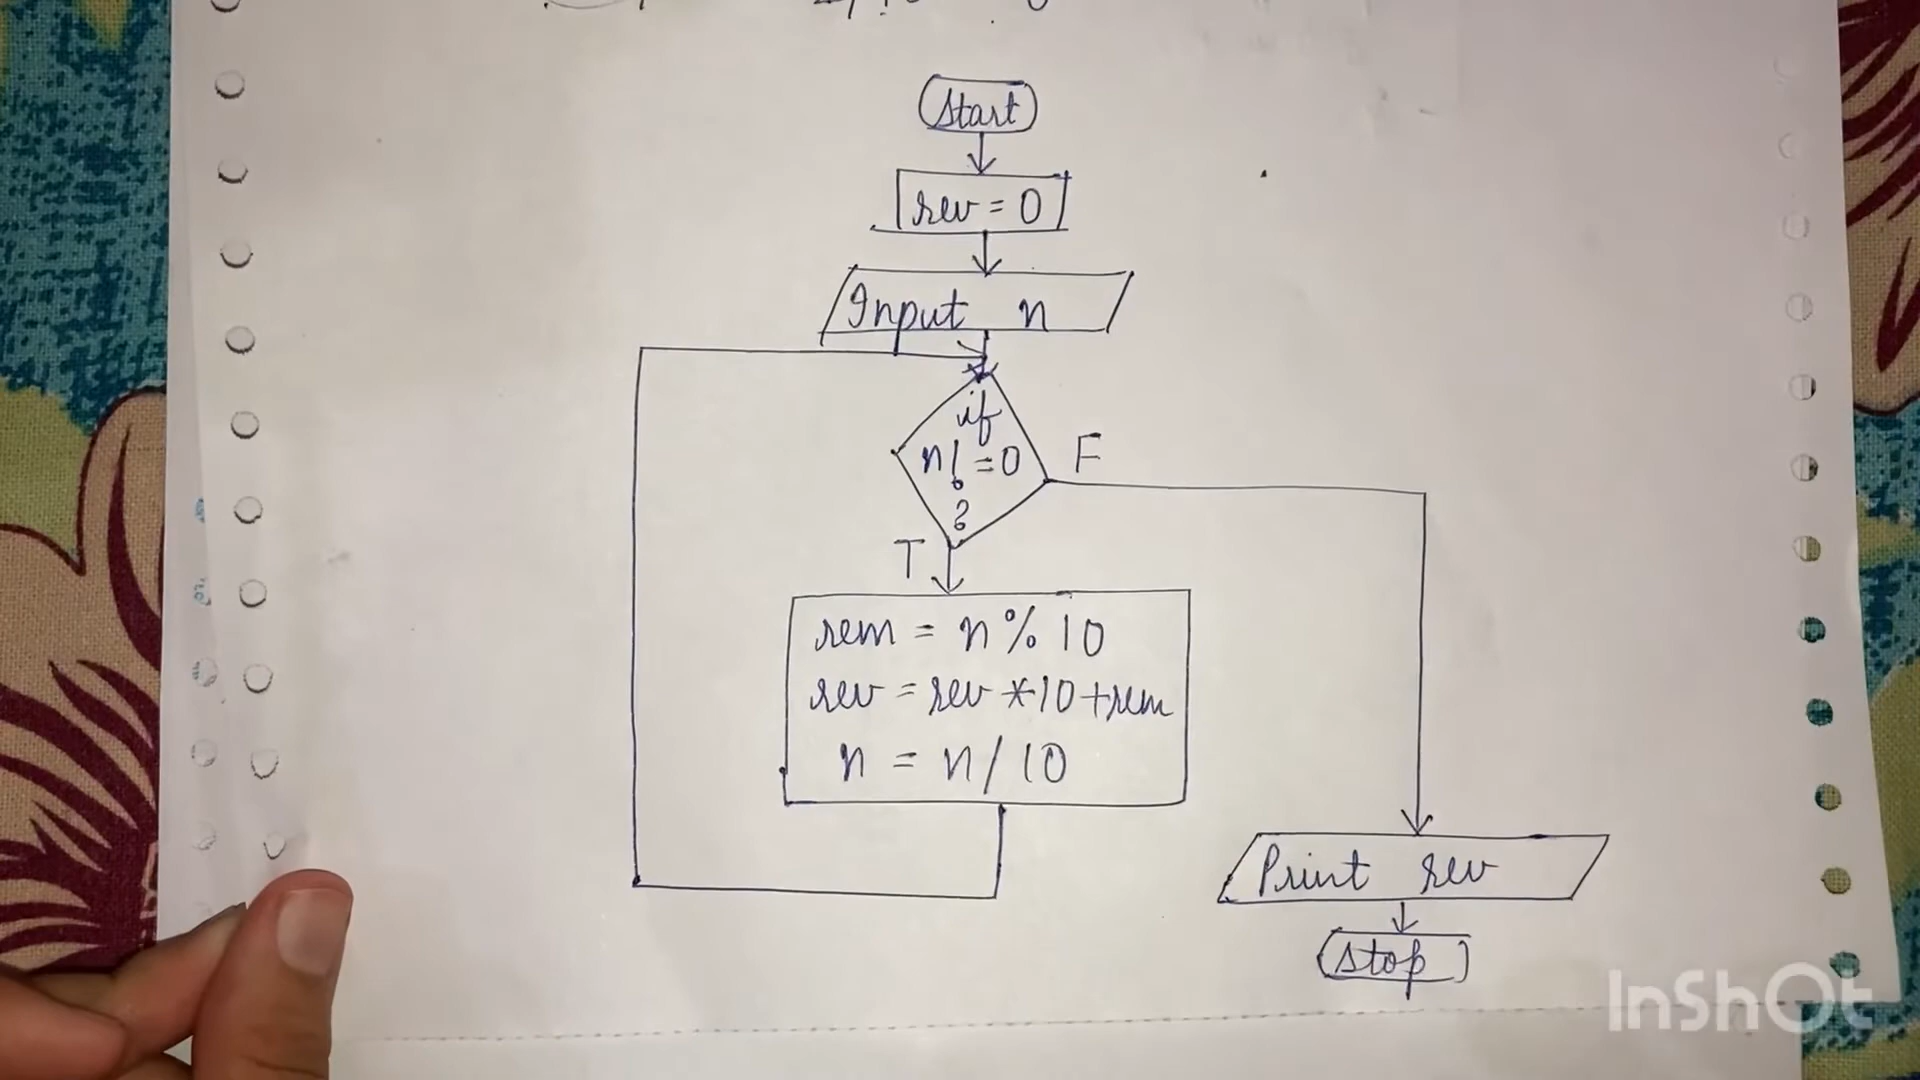 Start
rev = 0
Input n
if
n! = 0
?
F
T
rem = n % 10
rev = rev * 10 + rem
n = n / 10
Print rev
Stop
InShOt